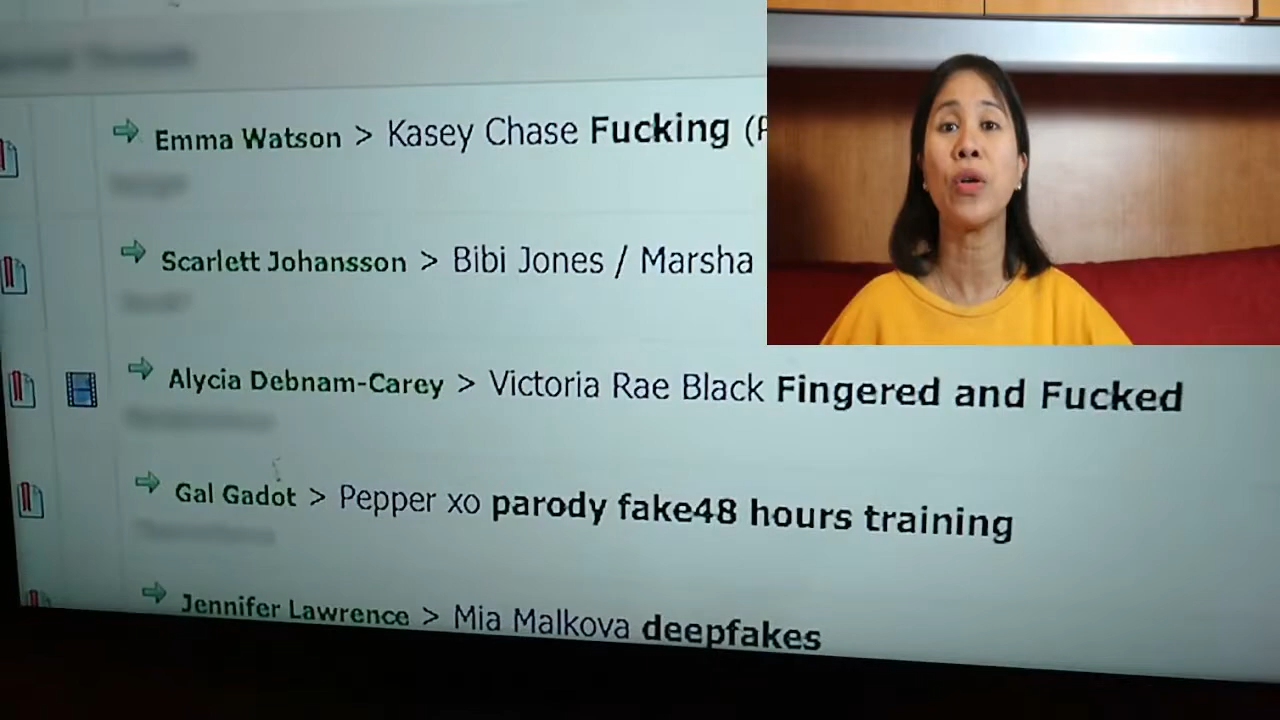 Emma Watson > Kasey Chase Fucking (
Scarlett Johansson > Bibi Jones / Marsha
Alycia Debnam-Carey > Victoria Rae Black Fingered and Fucked
Gal Gadot > Pepper xo parody fake48 hours training
Jennifer Lawrence > Mia Malkova deepfakes